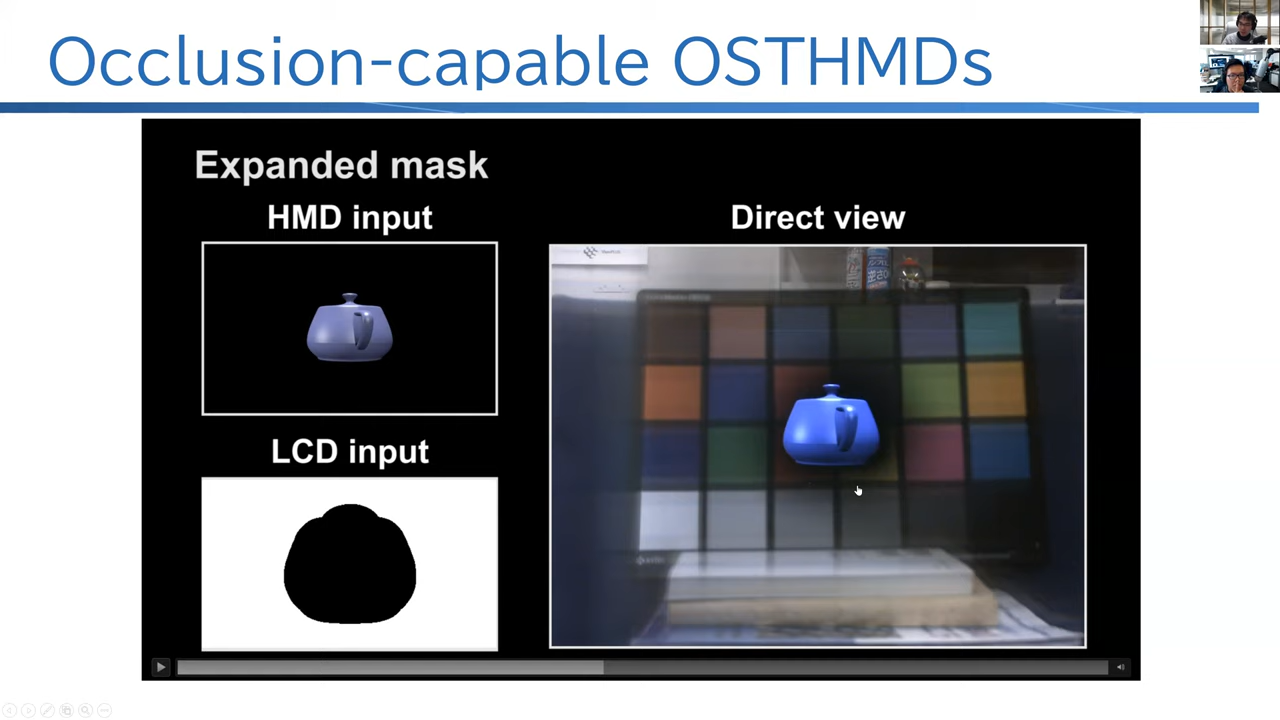 Occlusion-capable OSTHMDs
Expanded mask
HMD input
Direct view
LCD input